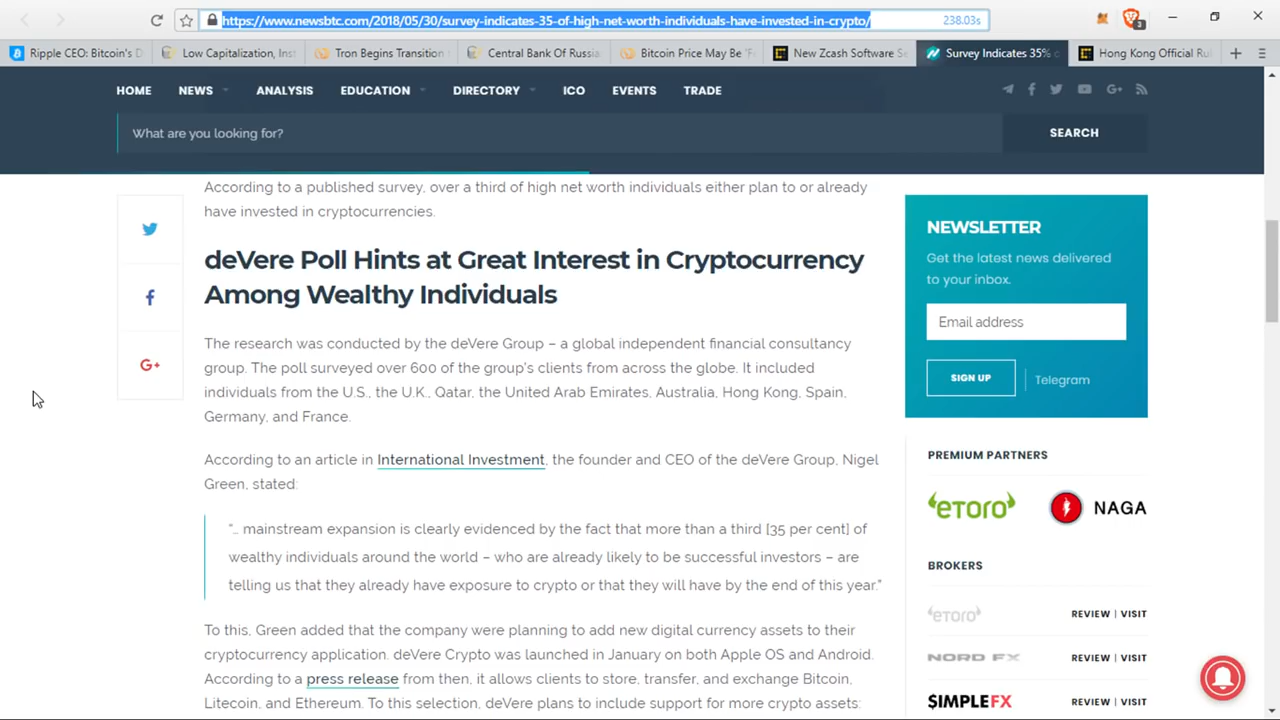 https://www.newsbtc.com/2018/05/30/survey-indicates-35-of-high-net-worth-individuals-have-invested-in-crypto/ 238.03s
3
Ripple CEO: Bitcoin's D Low Capitalization, Inst Tron Begins Transition Central Bank Of Russia Bitcoin Price May Be 'F New Zcash Software Se Survey Indicates 35% o Hong Kong Official Ru
HOME NEWS ANALYSIS EDUCATION DIRECTORY ICO EVENTS TRADE
What are you looking for? SEARCH
According to a published survey, over a third of high net worth individuals either plan to or already
have invested in cryptocurrencies.
deVere Poll Hints at Great Interest in Cryptocurrency
Among Wealthy Individuals
The research was conducted by the deVere Group – a global independent financial consultancy
group. The poll surveyed over 600 of the group's clients from across the globe. It included
individuals from the U.S., the U.K., Qatar, the United Arab Emirates, Australia, Hong Kong, Spain,
Germany, and France.
According to an article in International Investment, the founder and CEO of the deVere Group, Nigel
Green, stated:
"… mainstream expansion is clearly evidenced by the fact that more than a third [35 per cent] of
wealthy individuals around the world – who are already likely to be successful investors – are
telling us that they already have exposure to crypto or that they will have by the end of this year."
To this, Green added that the company were planning to add new digital currency assets to their
cryptocurrency application. deVere Crypto was launched in January on both Apple OS and Android.
According to a press release from then, it allows clients to store, transfer, and exchange Bitcoin,
Litecoin, and Ethereum. To this selection, deVere plans to include support for more crypto assets:
NEWSLETTER
Get the latest news delivered
to your inbox.
Email address
SIGN UP Telegram
PREMIUM PARTNERS
eToro NAGA
BROKERS
eToro REVIEW | VISIT
NORD FX REVIEW | VISIT
$IMPLEFX REVIEW | VISIT